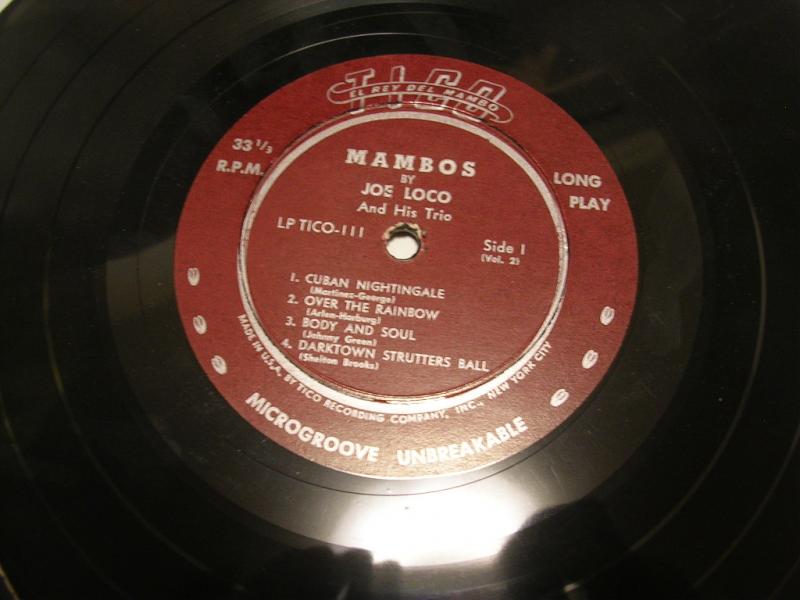 TICO
EL REY DEL MAMBO
33 1/3
R.P.M.
LONG
PLAY
MAMBOS
BY
JOE LOCO
And His Trio
LP TICO-111
Side 1
(Vol. 2)
1. CUBAN NIGHTINGALE
(Martinez-George)
2. OVER THE RAINBOW
(Arlen-Harburg)
3. BODY AND SOUL
(Johnny Green)
4. DARKTOWN STRUTTERS BALL
(Shelton Brooks)
MADE IN U.S.A. BY TICO RECORDING COMPANY, INC., NEW YORK CITY
MICROGROOVE UNBREAKABLE